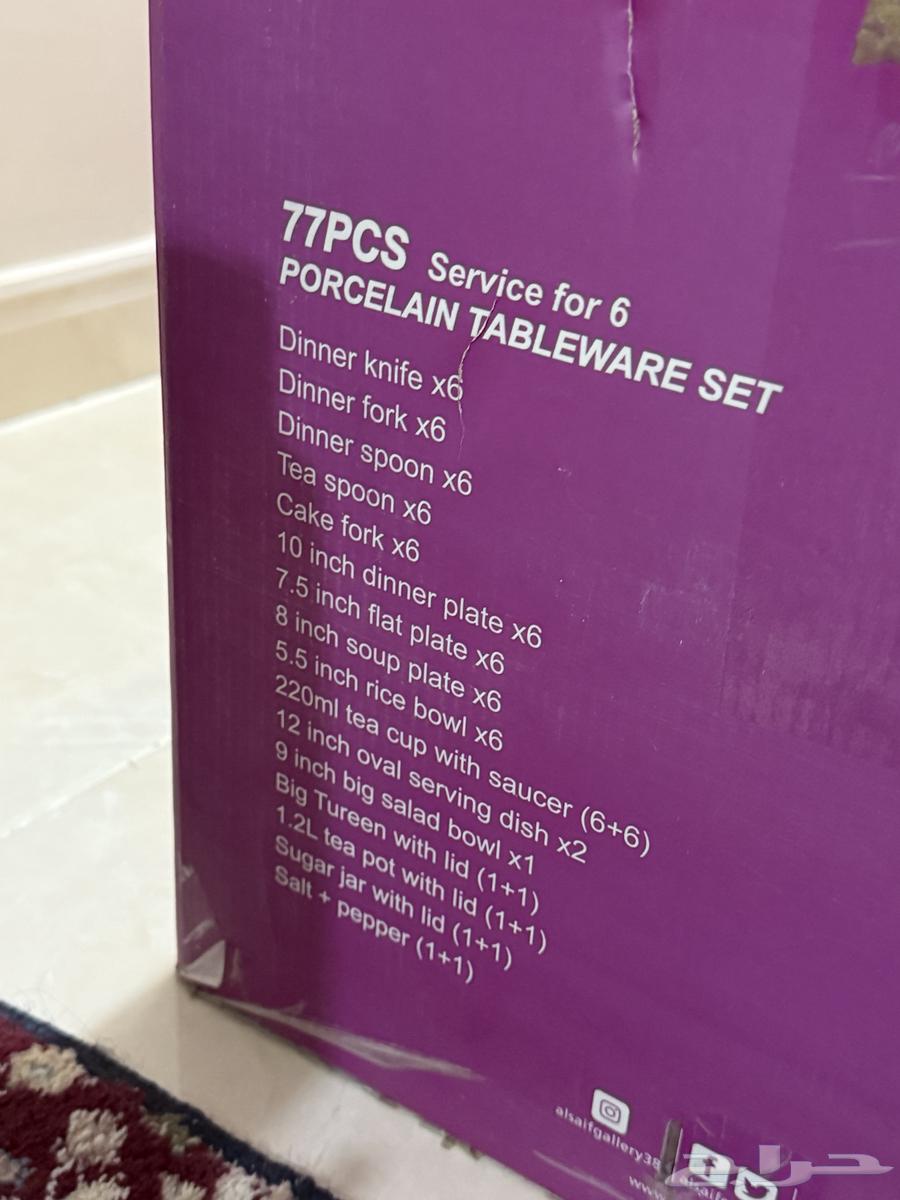 77PCS Service for 6
PORCELAIN TABLEWARE SET
Dinner knife x6
Dinner fork x6
Dinner spoon x6
Tea spoon x6
Cake fork x6
10 inch dinner plate x6
7.5 inch flat plate x6
8 inch soup plate x6
5.5 inch rice bowl x6
220ml tea cup with saucer (6+6)
12 inch oval serving dish x2
9 inch big salad bowl x1
Big Tureen with lid (1+1)
1.2L tea pot with lid (1+1)
Sugar jar with lid (1+1)
Salt + pepper (1+1)
alsaifgallery38
حراج